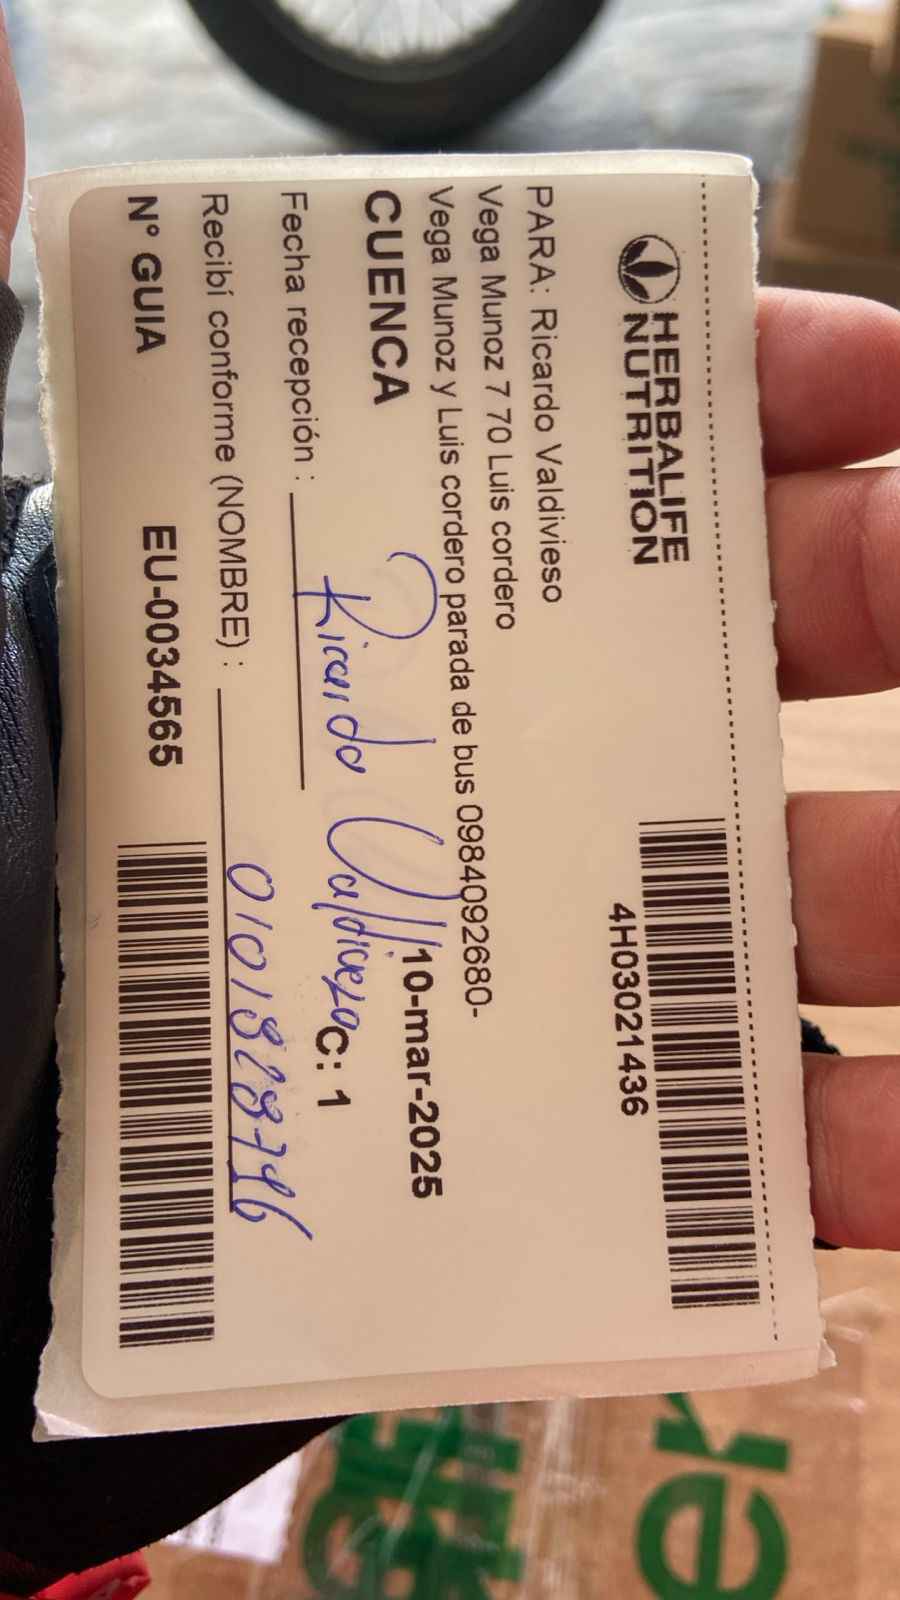 HERBALIFE
NUTRITION
4H03021436
PARA: Ricardo Valdivieso
Vega Munoz 7 70 Luis cordero
Vega Munoz y Luis cordero parada de bus 0984092680-
CUENCA
10-mar-2025
Ricardo Valdivieso
Fecha recepción :
C: 1
Recibí conforme (NOMBRE) :
Nº GUIA
EU-0034565